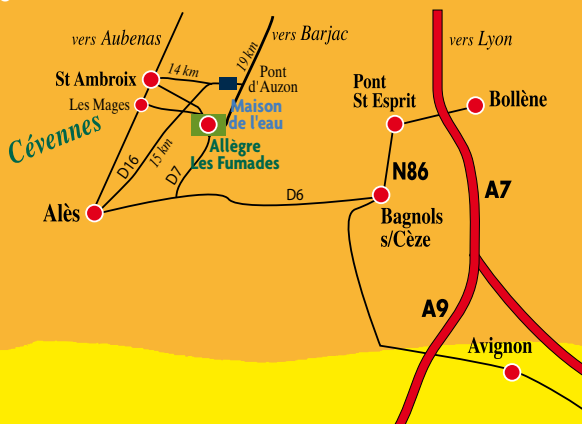 vers Aubenas
vers Barjac
vers Lyon
19 km
14 km
St Ambroix
Pont
d'Auzon
Les Mages
Maison
de l'eau
Cévennes
Pont
St Esprit
Bollène
D16
15 km
D7
Allègre
Les Fumades
N86
A7
D6
Alès
Bagnols
s/Cèze
A9
Avignon